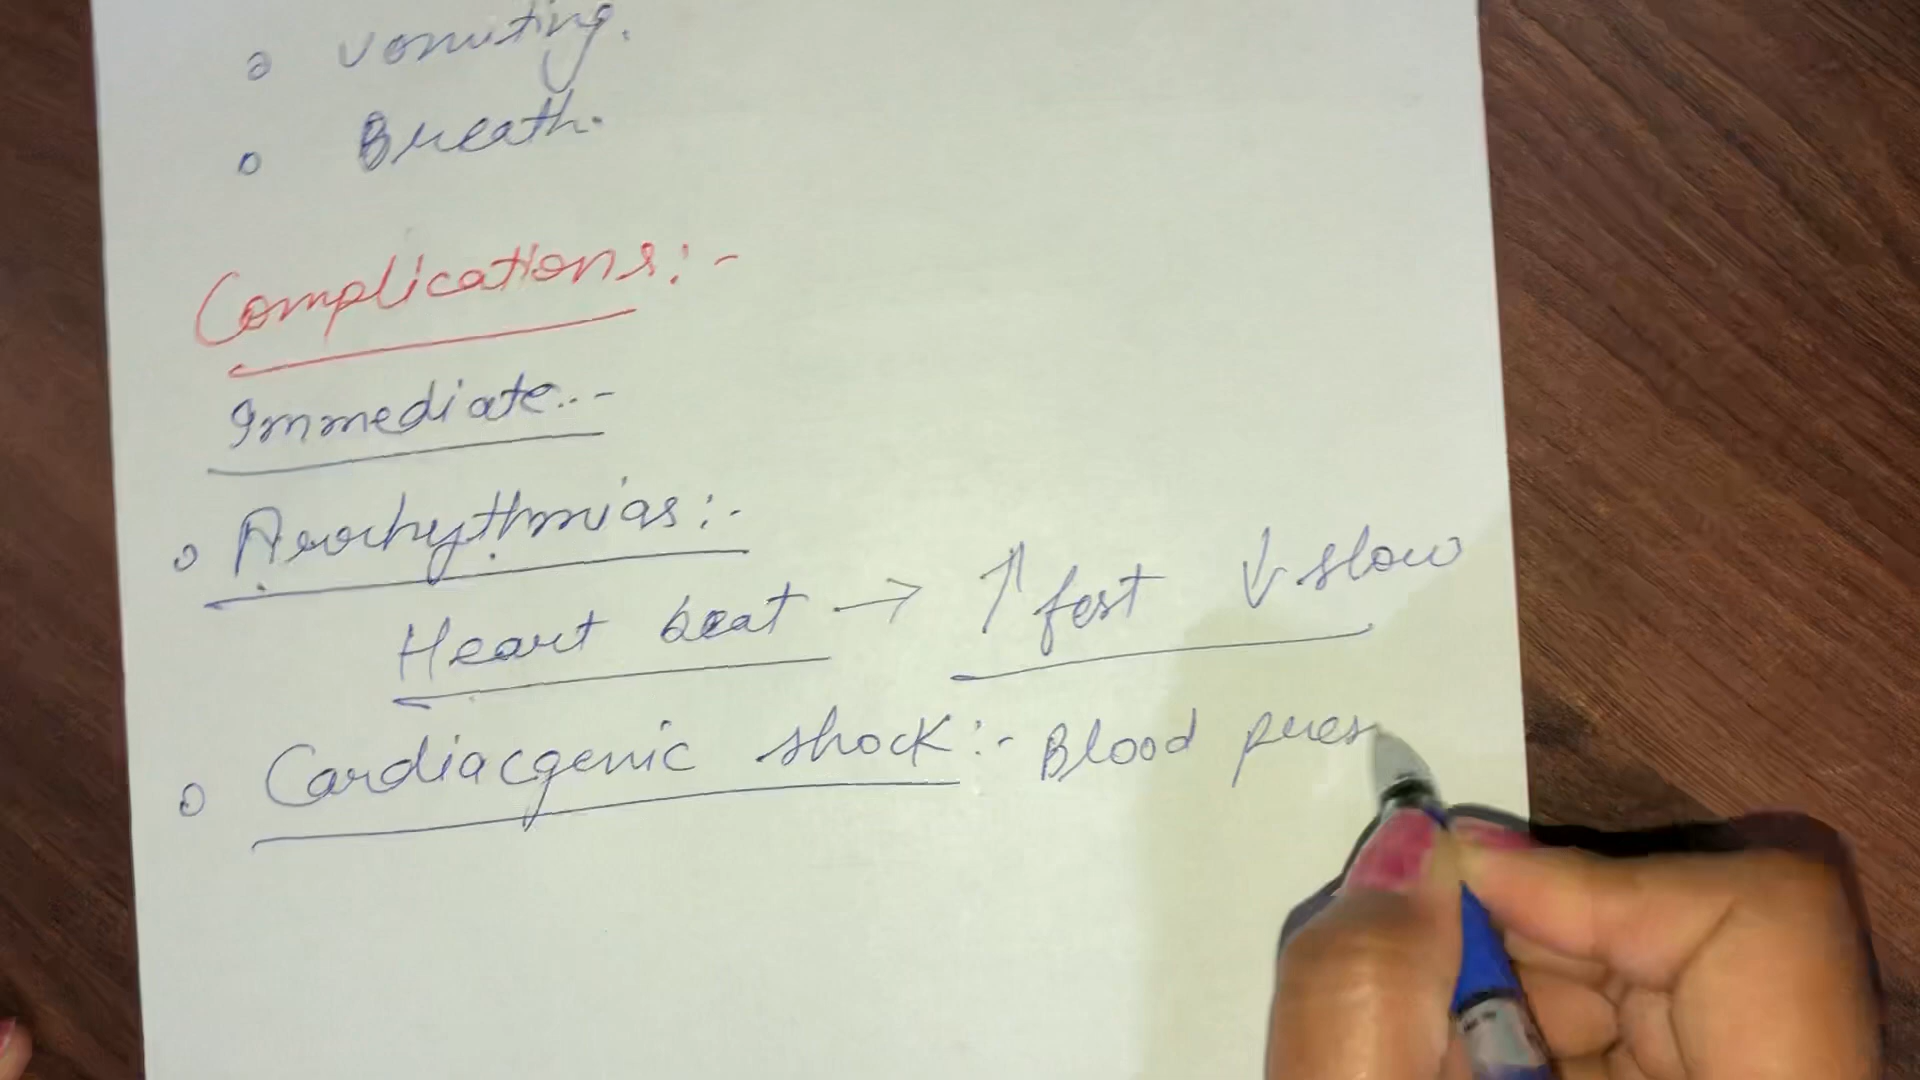 o vomiting.
o Breath.
Complications:-
Immediate..-
o Arrhythmias:-
Heart beat → ↑ fast ↓ slow
o Cardiacgenic shock:- Blood pres